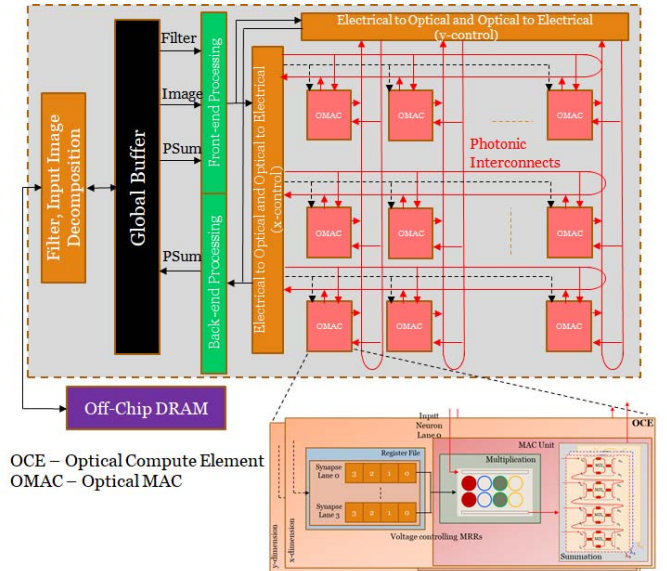 Electrical to Optical and Optical to Electrical
(y-control)
Filter
Image
PSum
PSum
Filter, Input Image
Decomposition
Global Buffer
Front-end Processing
Back-end Processing
Electrical to Optical and Optical to Electrical
(x-control)
OMAC
OMAC
OMAC
Photonic
Interconnects
OMAC
OMAC
OMAC
OMAC
OMAC
OMAC
Off-Chip DRAM
OCE – Optical Compute Element
OMAC – Optical MAC
Input
Neuron
Lane 0
OCE
MAC Unit
Register File
Multiplication
Synapse
Lane 0
3 2 1 0
Synapse
Lane 3
3 2 1 0
Voltage controlling MRRs
Summation
y-dimension
x-dimension